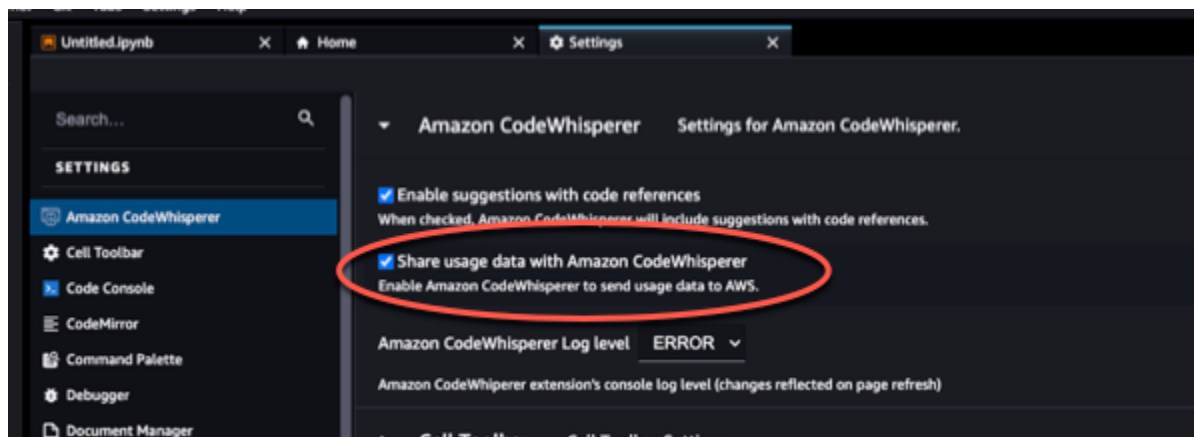 Settings
Untitled.ipynb
Home
Settings
Search...
SETTINGS
Amazon CodeWhisperer
Cell Toolbar
Code Console
CodeMirror
Command Palette
Debugger
Document Manager
Amazon CodeWhisperer Settings for Amazon CodeWhisperer.
Enable suggestions with code references
When checked, Amazon CodeWhisperer will include suggestions with code references.
Share usage data with Amazon CodeWhisperer
Enable Amazon CodeWhisperer to send usage data to AWS.
Amazon CodeWhisperer Log level ERROR
Amazon CodeWhiperer extension's console log level (changes reflected on page refresh)